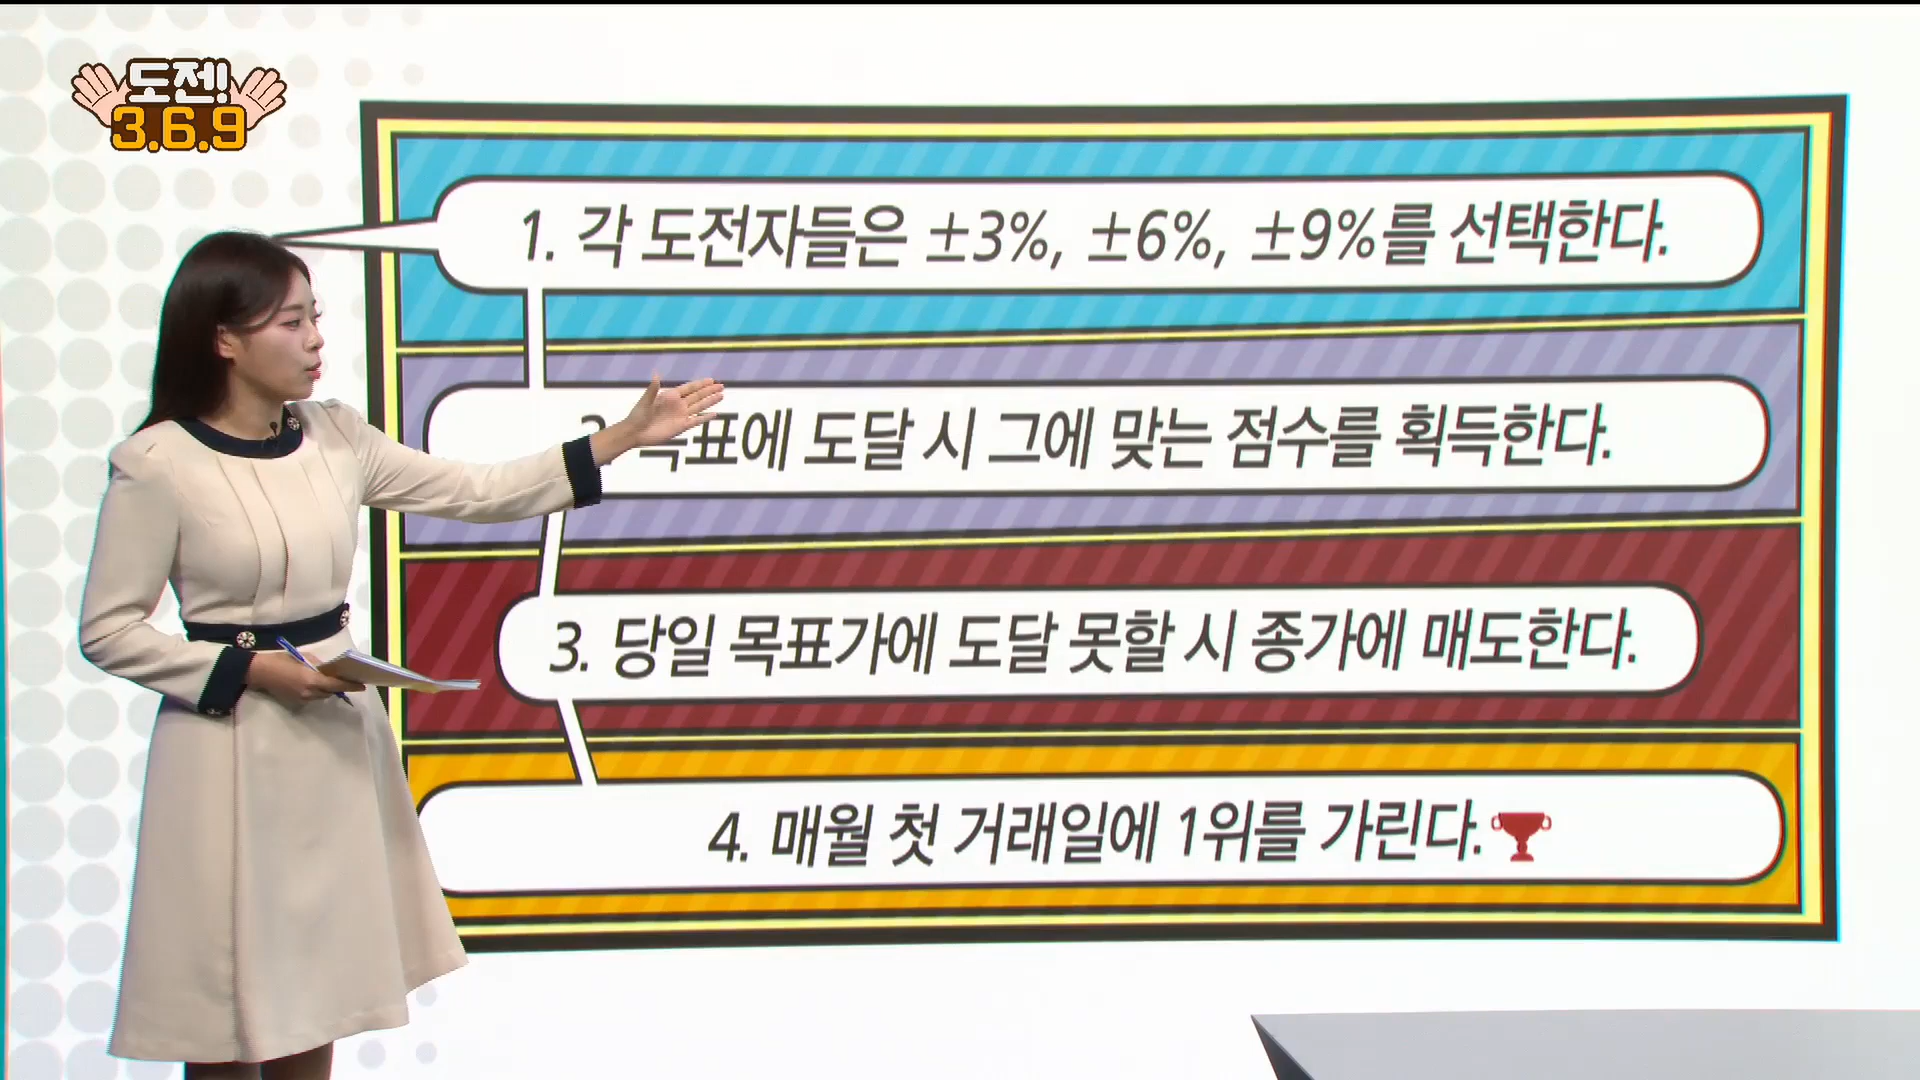 도전!
3.6.9
1. 각 도전자들은 ±3%, ±6%, ±9%를 선택한다.
목표에 도달 시 그에 맞는 점수를 획득한다.
3. 당일 목표가에 도달 못할 시 종가에 매도한다.
4. 매월 첫 거래일에 1위를 가린다.